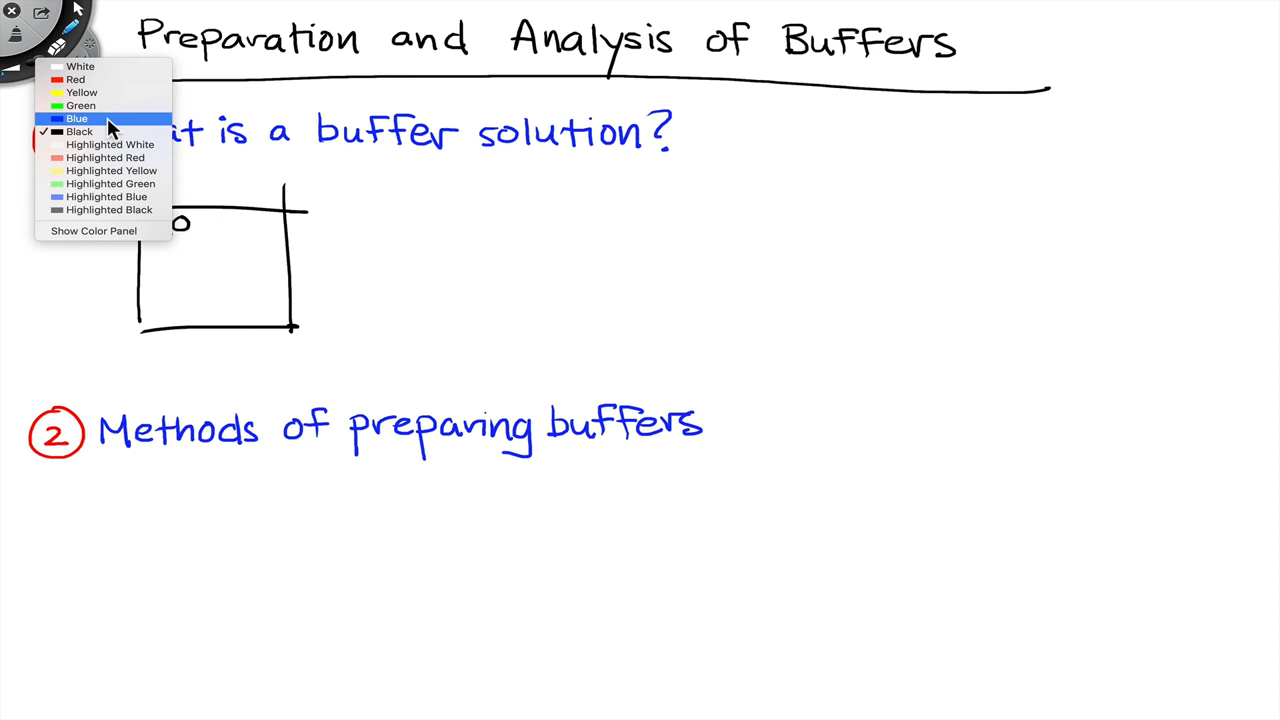 Preparation and Analysis of Buffers
White
Red
Yellow
Green
Blue
✓ Black
Highlighted White
Highlighted Red
Highlighted Yellow
Highlighted Green
Highlighted Blue
Highlighted Black
Show Color Panel
at is a buffer solution?
2 Methods of preparing buffers